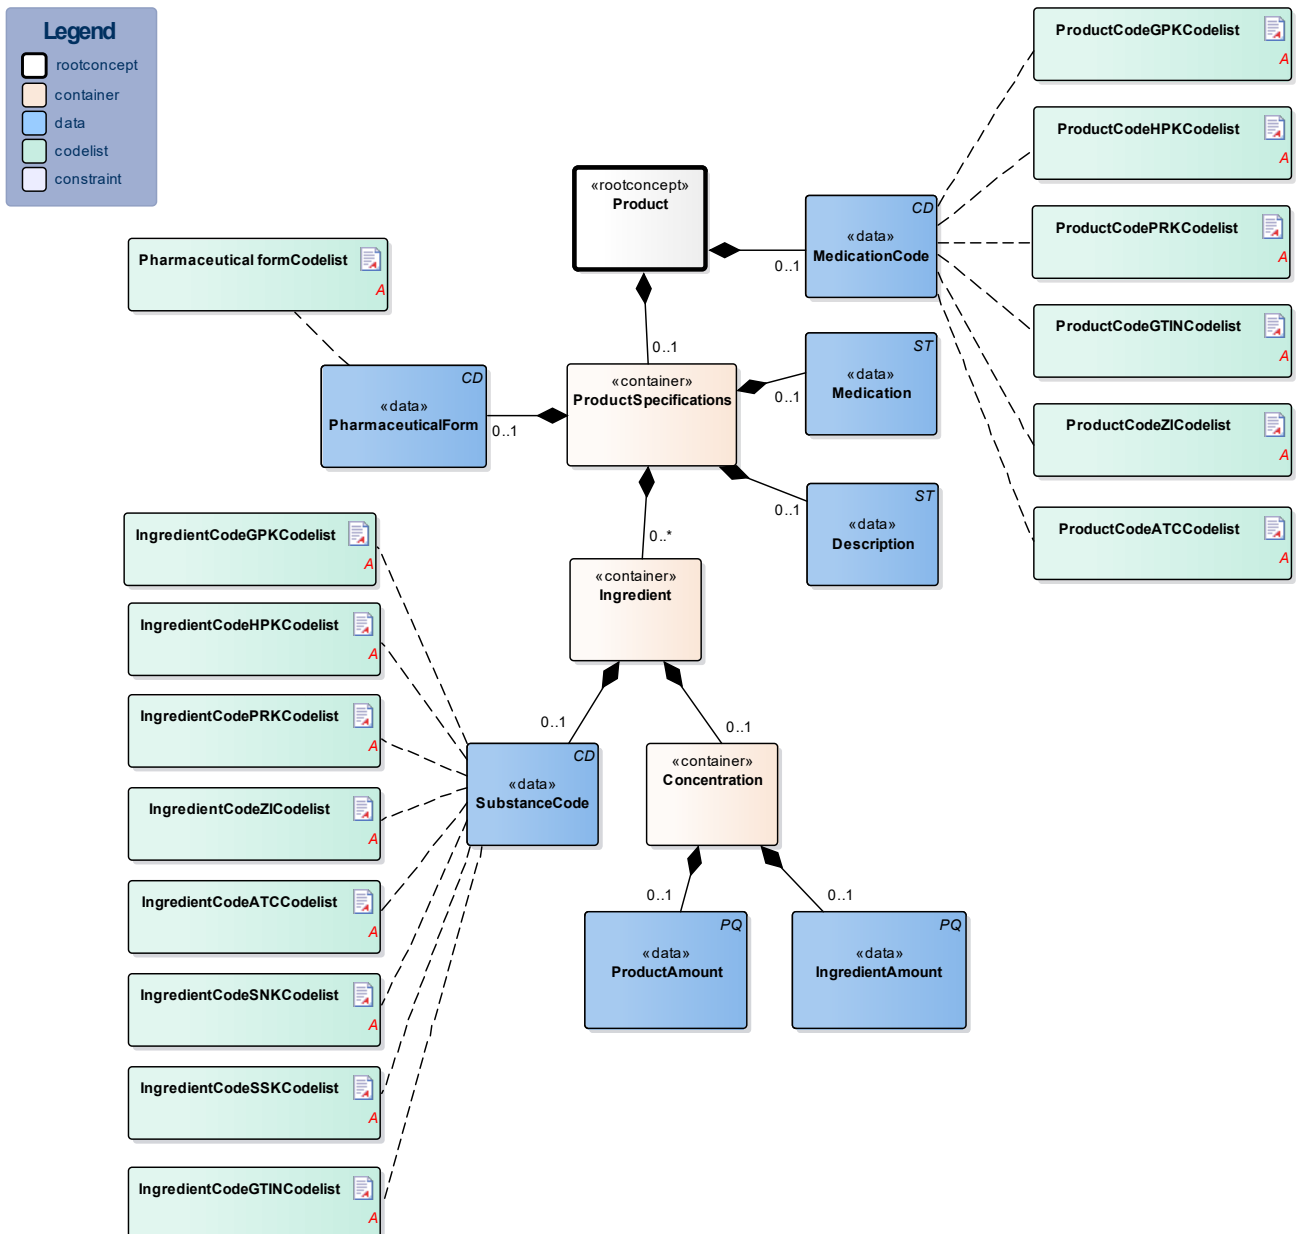 Legend
rootconcept
container
data
codelist
constraint
ProductCodeGPKCodelist
A
ProductCodeHPKCodelist
A
«rootconcept»
Product
CD
«data»
MedicationCode
0..1
ProductCodePRKCodelist
A
Pharmaceutical formCodelist
A
0..1
ProductCodeGTINCodelist
A
CD
«data»
PharmaceuticalForm
0..1
«container»
ProductSpecifications
ST
«data»
Medication
0..1
ProductCodeZICodelist
A
ST
«data»
Description
0..1
ProductCodeATCCodelist
A
0..*
«container»
Ingredient
IngredientCodeGPKCodelist
A
IngredientCodeHPKCodelist
A
IngredientCodePRKCodelist
A
0..1
0..1
CD
«data»
SubstanceCode
«container»
Concentration
IngredientCodeZICodelist
A
IngredientCodeATCCodelist
A
0..1
0..1
PQ
«data»
ProductAmount
PQ
«data»
IngredientAmount
IngredientCodeSNKCodelist
A
IngredientCodeSSKCodelist
A
IngredientCodeGTINCodelist
A